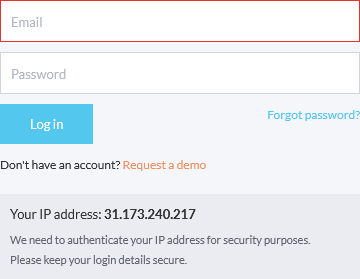 Email
Password
Log in
Forgot password?
Don't have an account? Request a demo
Your IP address: 31.173.240.217
We need to authenticate your IP address for security purposes.
Please keep your login details secure.